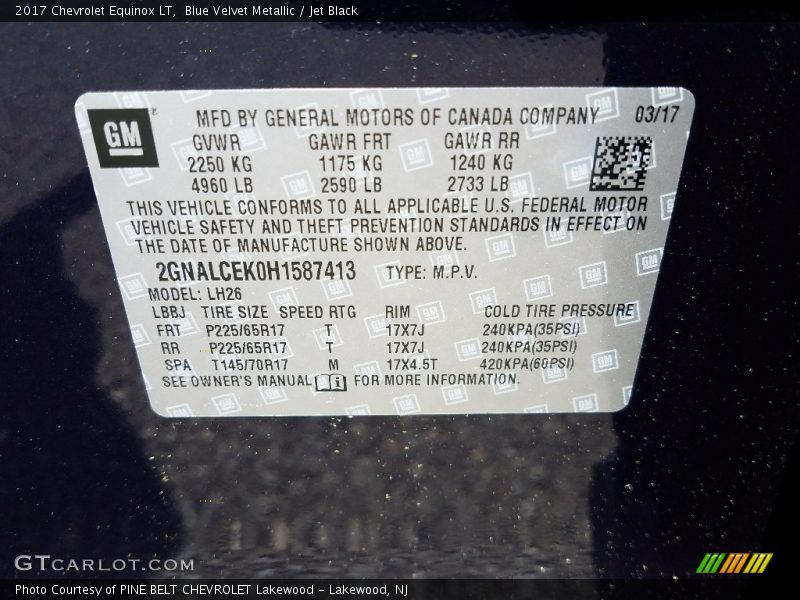 2017 Chevrolet Equinox LT, Blue Velvet Metallic / Jet Black
GM
®
MFD BY GENERAL MOTORS OF CANADA COMPANY 03/17
GVWR GAWR FRT GAWR RR
2250 KG 1175 KG 1240 KG
4960 LB 2590 LB 2733 LB
THIS VEHICLE CONFORMS TO ALL APPLICABLE U.S. FEDERAL MOTOR
VEHICLE SAFETY AND THEFT PREVENTION STANDARDS IN EFFECT ON
THE DATE OF MANUFACTURE SHOWN ABOVE.
2GNALCEK0H1587413 TYPE: M.P.V.
MODEL: LH26
LBBJ TIRE SIZE SPEED RTG RIM COLD TIRE PRESSURE
FRT P225/65R17 T 17X7J 240KPA(35PSI)
RR P225/65R17 T 17X7J 240KPA(35PSI)
SPA T145/70R17 M 17X4.5T 420KPA(60PSI)
SEE OWNER'S MANUAL FOR MORE INFORMATION.
GTCARLOT.COM
Photo Courtesy of PINE BELT CHEVROLET Lakewood - Lakewood, NJ